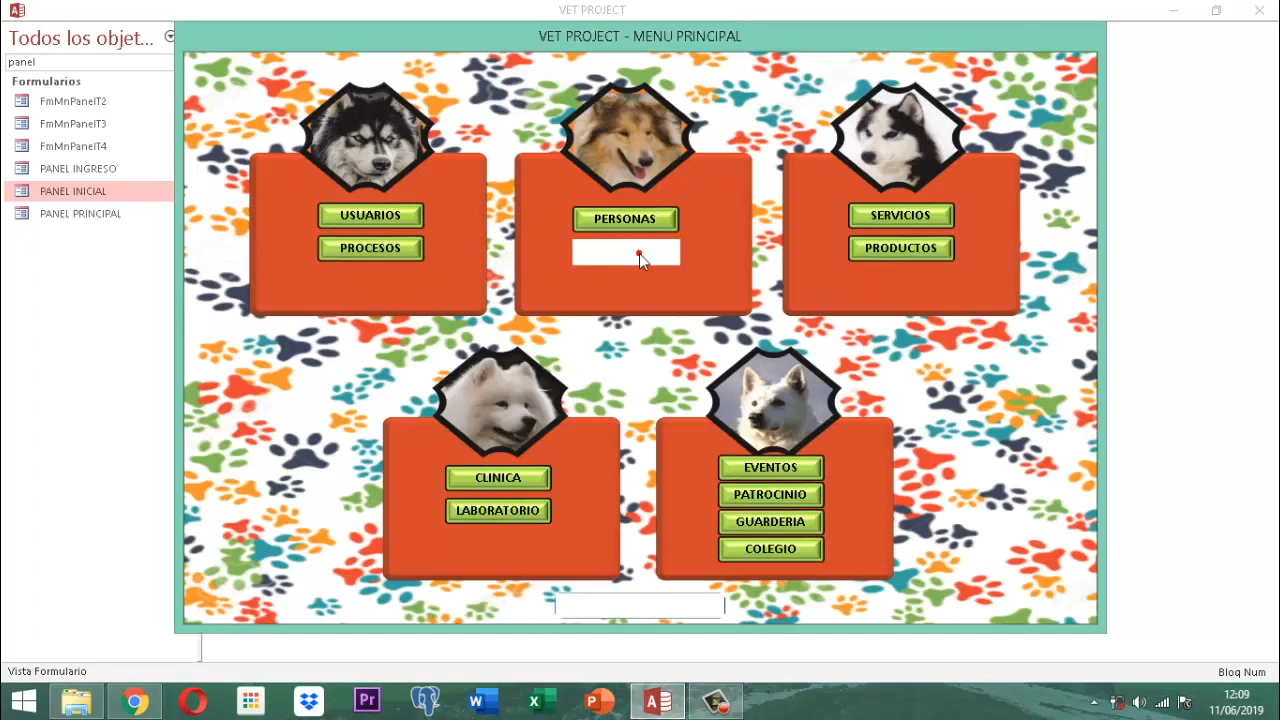 VET PROJECT
Todos los objet...
panel
Formularios
FmMnPanelT2
FmMnPanelT3
FmMnPanelT4
PANEL INGRESO
PANEL INICIAL
PANEL PRINCIPAL
VET PROJECT - MENU PRINCIPAL
USUARIOS
PROCESOS
PERSONAS
SERVICIOS
PRODUCTOS
CLINICA
LABORATORIO
EVENTOS
PATROCINIO
GUARDERIA
COLEGIO
Vista Formulario
Bloq Num
Pr
12:09
11/06/2019